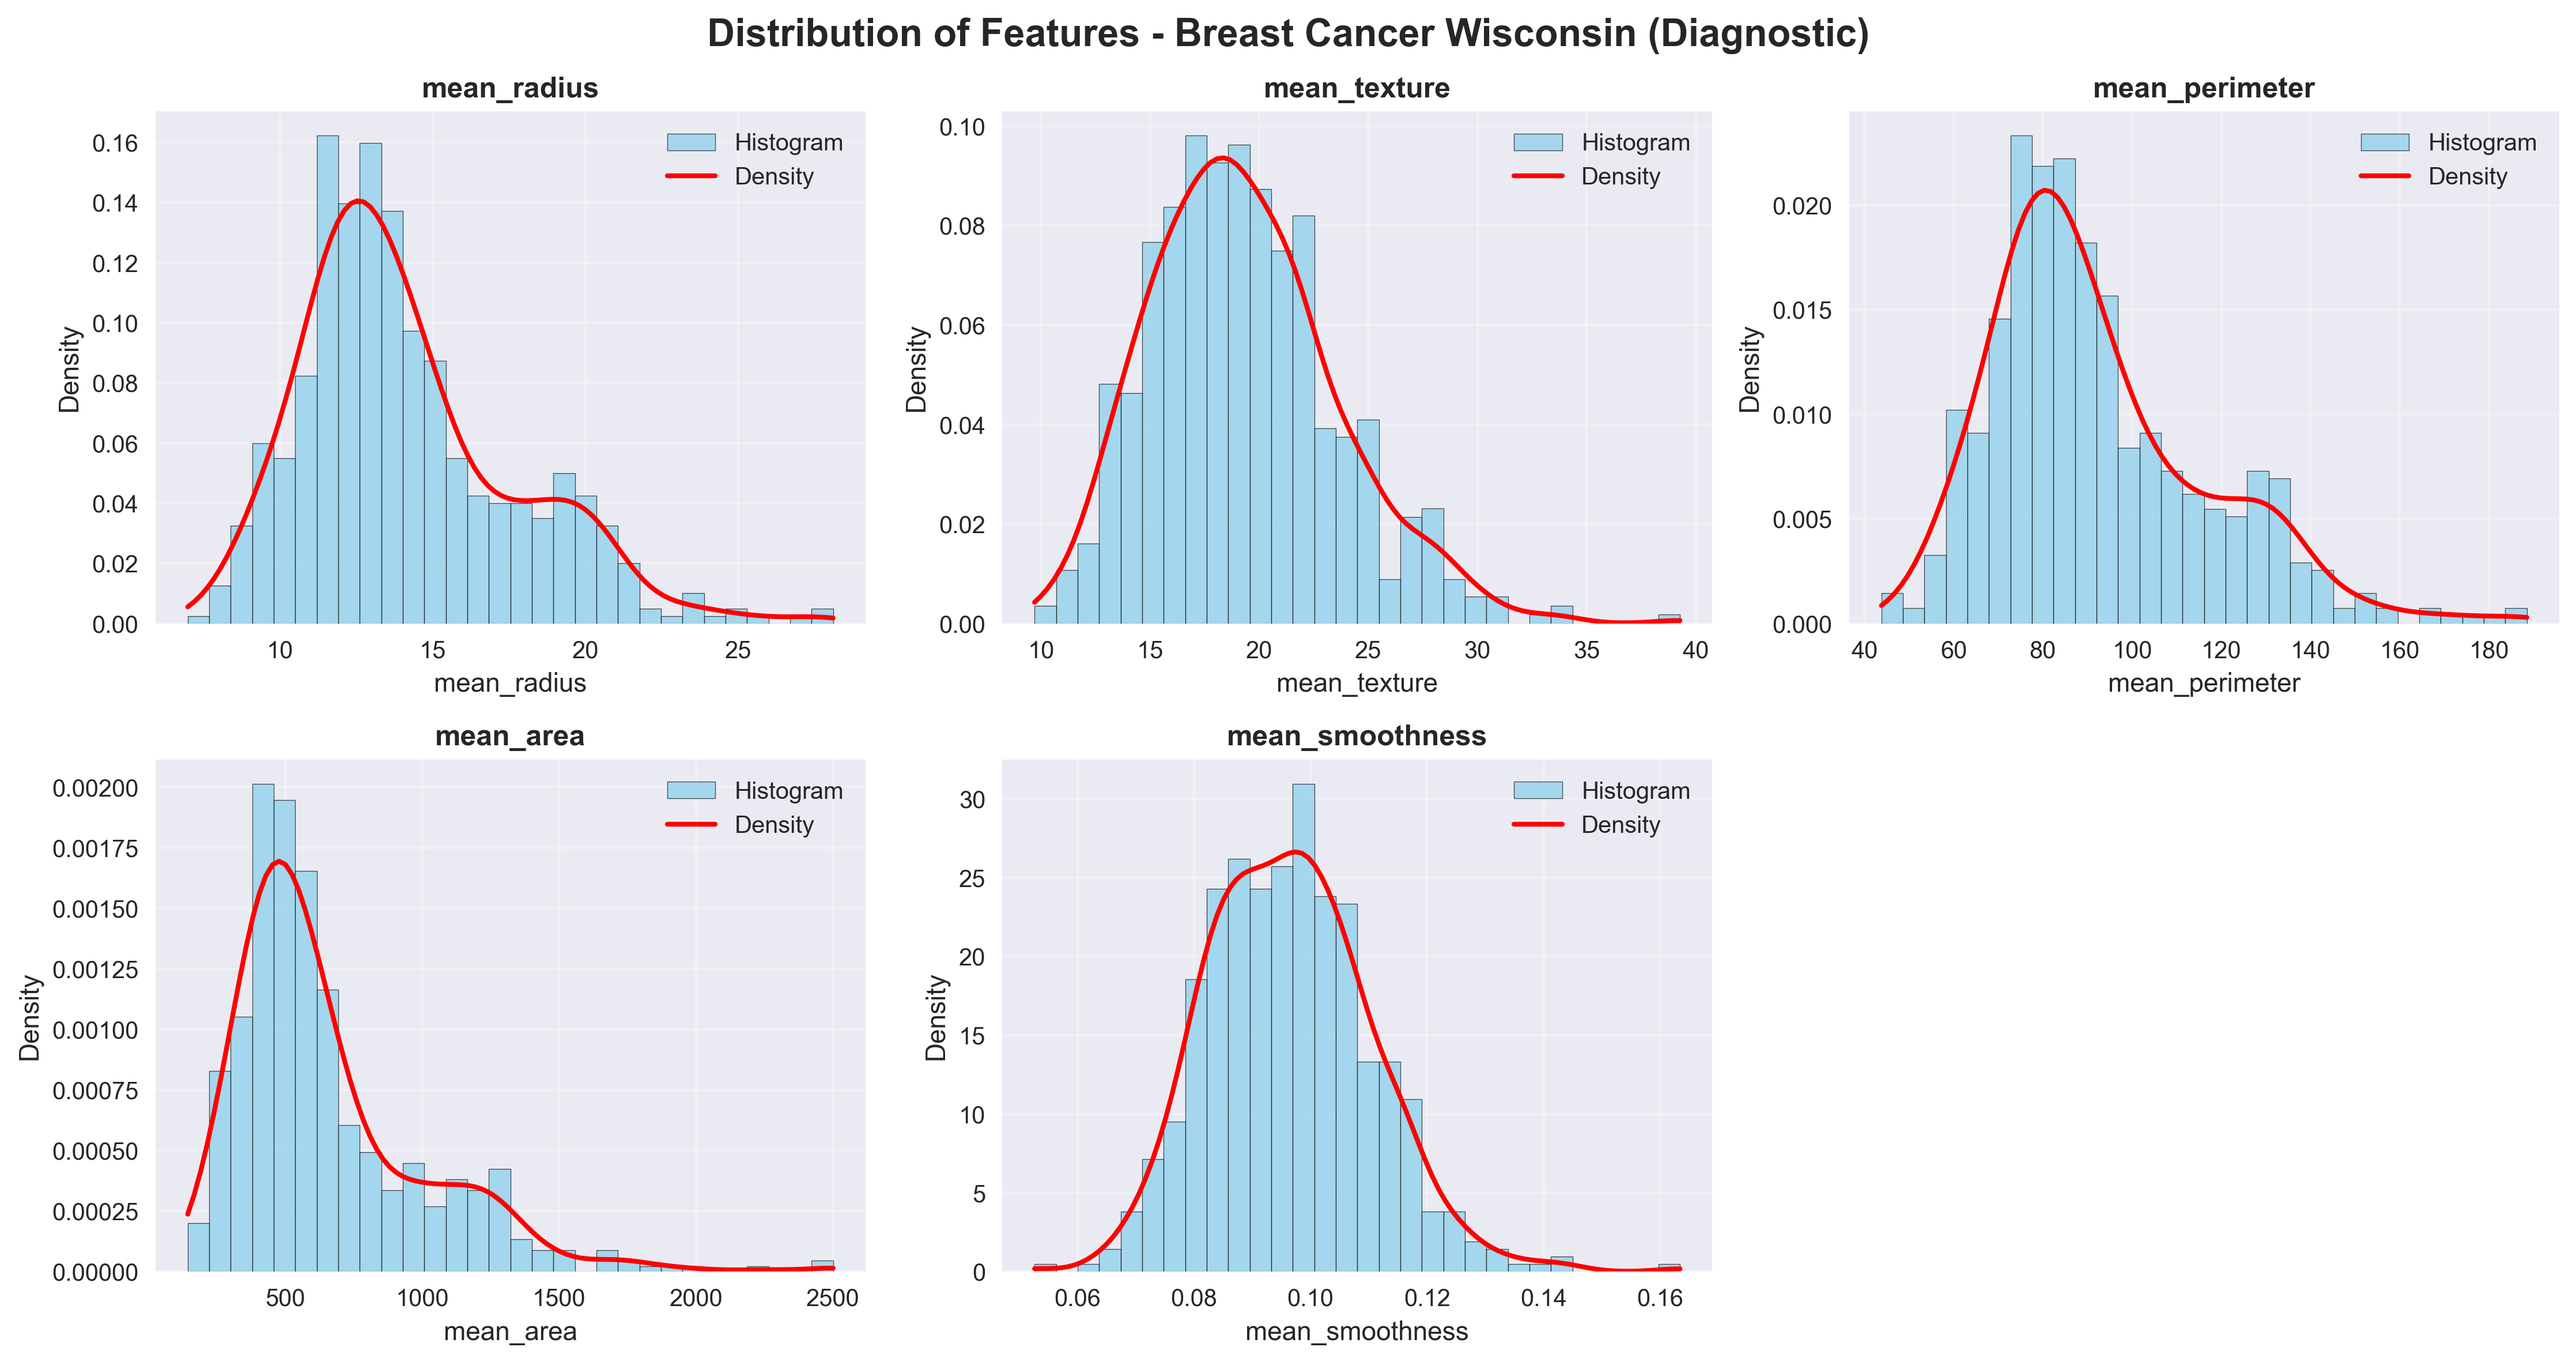 Distribution of Features - Breast Cancer Wisconsin (Diagnostic)
mean_radius
Histogram
Density
0.16
0.14
0.12
0.10
0.08
0.06
0.04
0.02
0.00
Density
10 15 20 25
mean_radius
mean_texture
Histogram
Density
0.10
0.08
0.06
0.04
0.02
0.00
Density
10 15 20 25 30 35 40
mean_texture
mean_perimeter
Histogram
Density
0.020
0.015
0.010
0.005
0.000
Density
40 60 80 100 120 140 160 180
mean_perimeter
mean_area
Histogram
Density
0.00200
0.00175
0.00150
0.00125
0.00100
0.00075
0.00050
0.00025
0.00000
Density
500 1000 1500 2000 2500
mean_area
mean_smoothness
Histogram
Density
30
25
20
15
10
5
0
Density
0.06 0.08 0.10 0.12 0.14 0.16
mean_smoothness